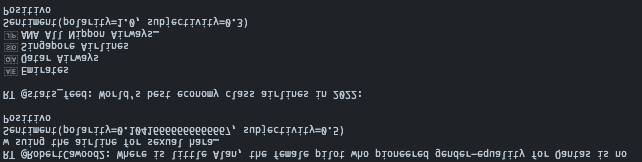 RT @RobertCawood2: Where is Little Alan, the female pilot who pioneered gender-equality for Qantas is no
w suing the airline for sexual hara…
Sentiment(polarity=0.10416666666666667, subjectivity=0.5)
Positivo
RT @stats_feed: World's best economy class airlines in 2022:
AE Emirates
QA Qatar Airways
SG Singapore Airlines
JP ANA All Nippon Airways…
Sentiment(polarity=1.0, subjectivity=0.3)
Positivo